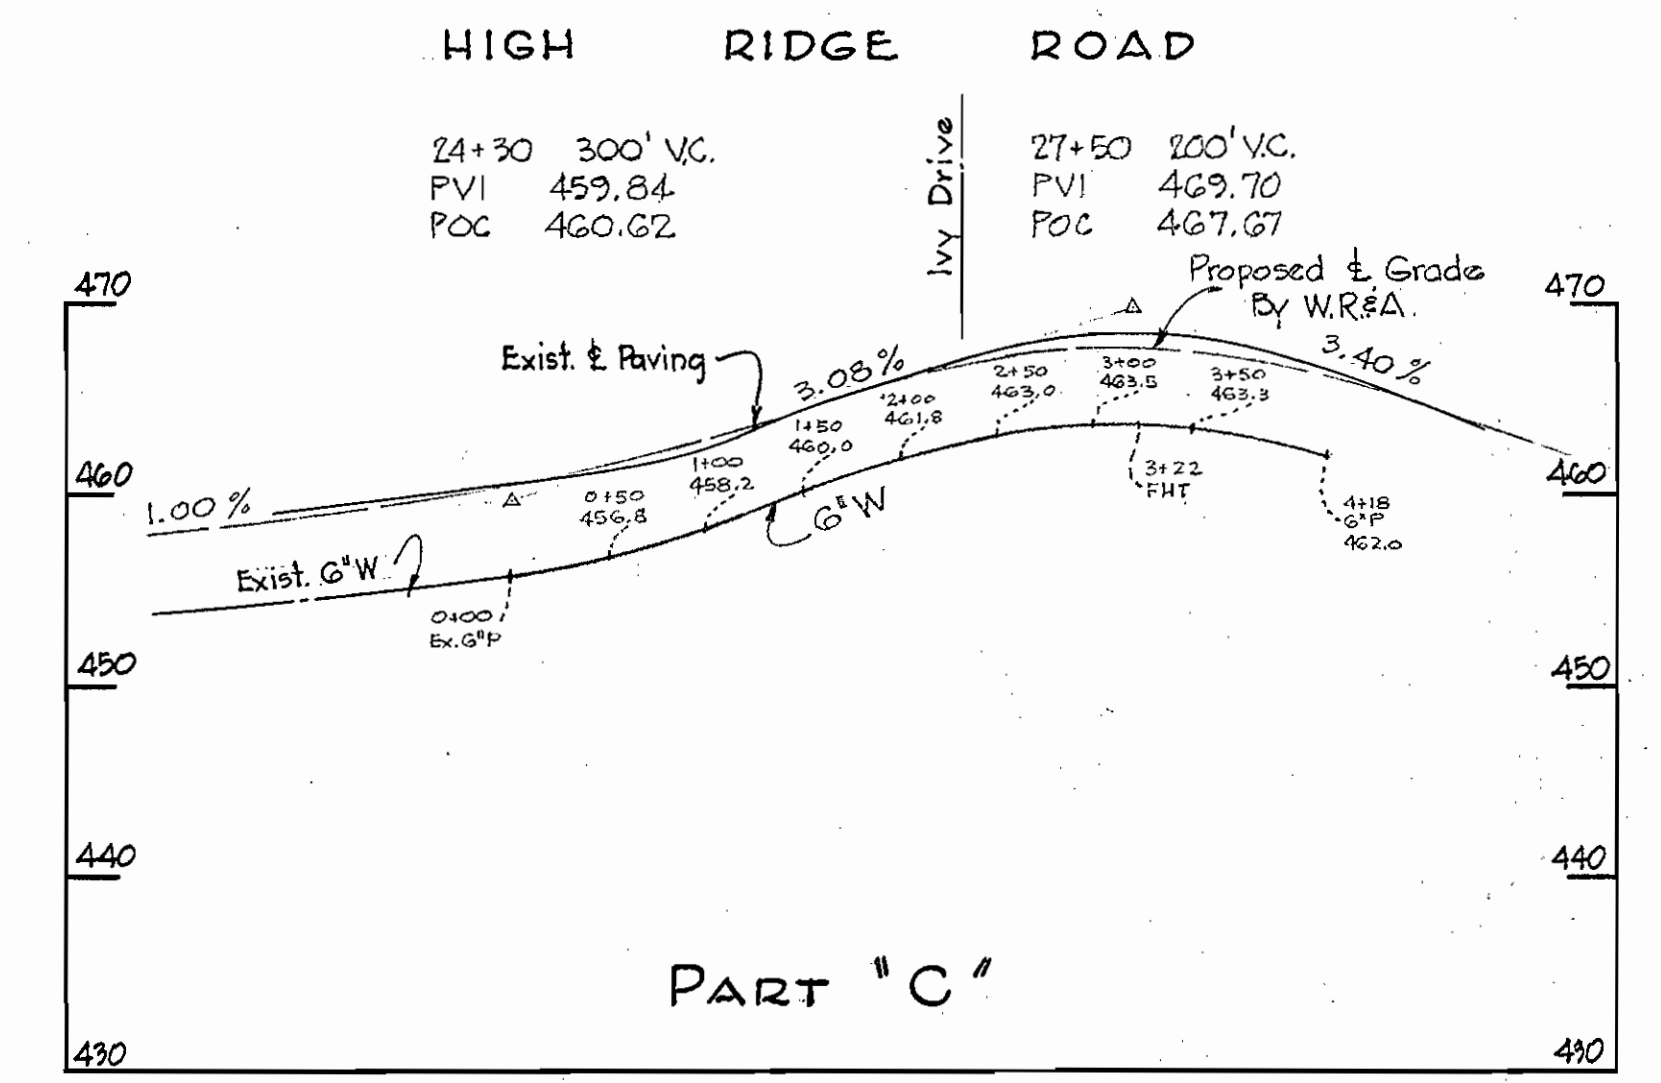 HIGH RIDGE ROAD
24+30 300' V.C.
PVI 459.84
POC 460.62
Ivy Drive
27+50 200' V.C.
PVI 469.70
POC 467.67
Proposed ℄ Grade
By W.R.&A.
470
470
Exist. ℄ Paving
3.08%
3.40%
2+50
463.0
3+00
463.5
3+50
463.3
2+00
461.8
1+50
460.0
1+00
458.2
0+50
456.8
460
460
1.00%
6"W
3+22
FHT
4+18
6"P
462.0
Exist. 6"W
0+00
Ex. 6"P
450
450
440
440
PART "C"
430
430